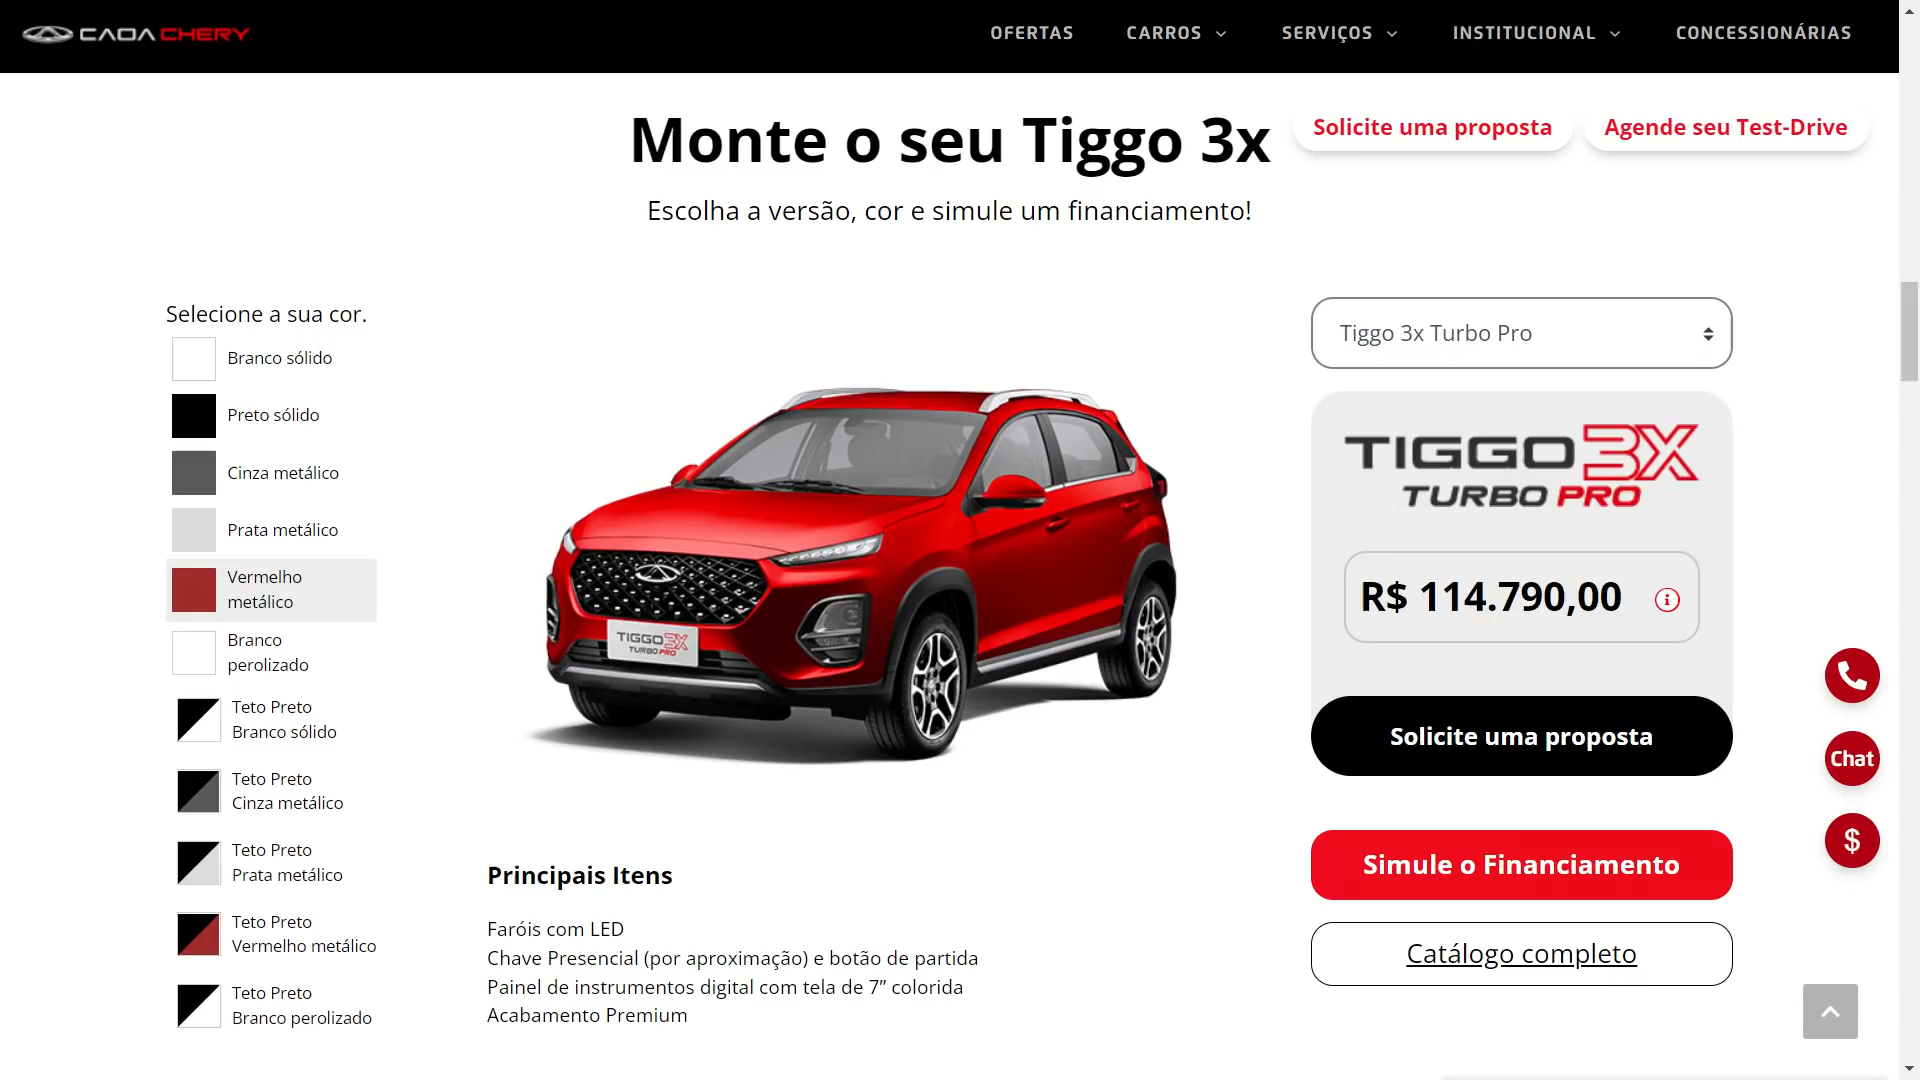 CAOA CHERY
OFERTAS
CARROS
SERVIÇOS
INSTITUCIONAL
CONCESSIONÁRIAS
Monte o seu Tiggo 3x
Solicite uma proposta
Agende seu Test-Drive
Escolha a versão, cor e simule um financiamento!
Selecione a sua cor.
Branco sólido
Preto sólido
Cinza metálico
Prata metálico
Vermelho
metálico
Branco
perolizado
Teto Preto
Branco sólido
Teto Preto
Cinza metálico
Teto Preto
Prata metálico
Teto Preto
Vermelho metálico
Teto Preto
Branco perolizado
TIGGO 3X
TURBO PRO
Principais Itens
Faróis com LED
Chave Presencial (por aproximação) e botão de partida
Painel de instrumentos digital com tela de 7” colorida
Acabamento Premium
Tiggo 3x Turbo Pro
TIGGO 3X
TURBO PRO
R$ 114.790,00
Solicite uma proposta
Simule o Financiamento
Catálogo completo
Chat
$